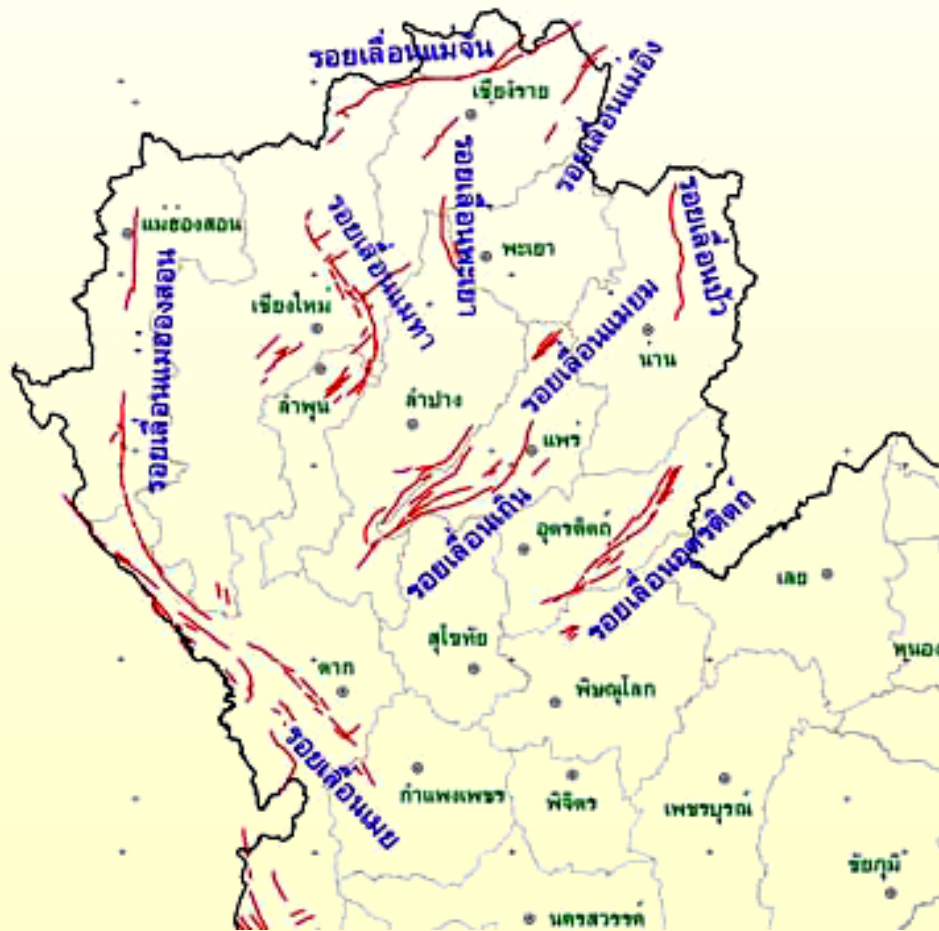 รอยเลื่อนแม่จัน
เชียงราย
รอยเลื่อนแม่อิง
รอยเลื่อนพะเยา
รอยเลื่อนปัว
แม่ฮ่องสอน
รอยเลื่อนแม่ทา
พะเยา
รอยเลื่อนแม่ฮ่องสอน
เชียงใหม่
รอยเลื่อนแม่ยม
น่าน
ลำพูน
ลำปาง
แพร่
รอยเลื่อนเถิน
อุตรดิตถ์
รอยเลื่อนอุตรดิตถ์
เลย
สุโขทัย
หนอง
ตาก
พิษณุโลก
รอยเลื่อนเมย
กำแพงเพชร
พิจิตร
เพชรบูรณ์
ชัยภูมิ
นครสวรรค์